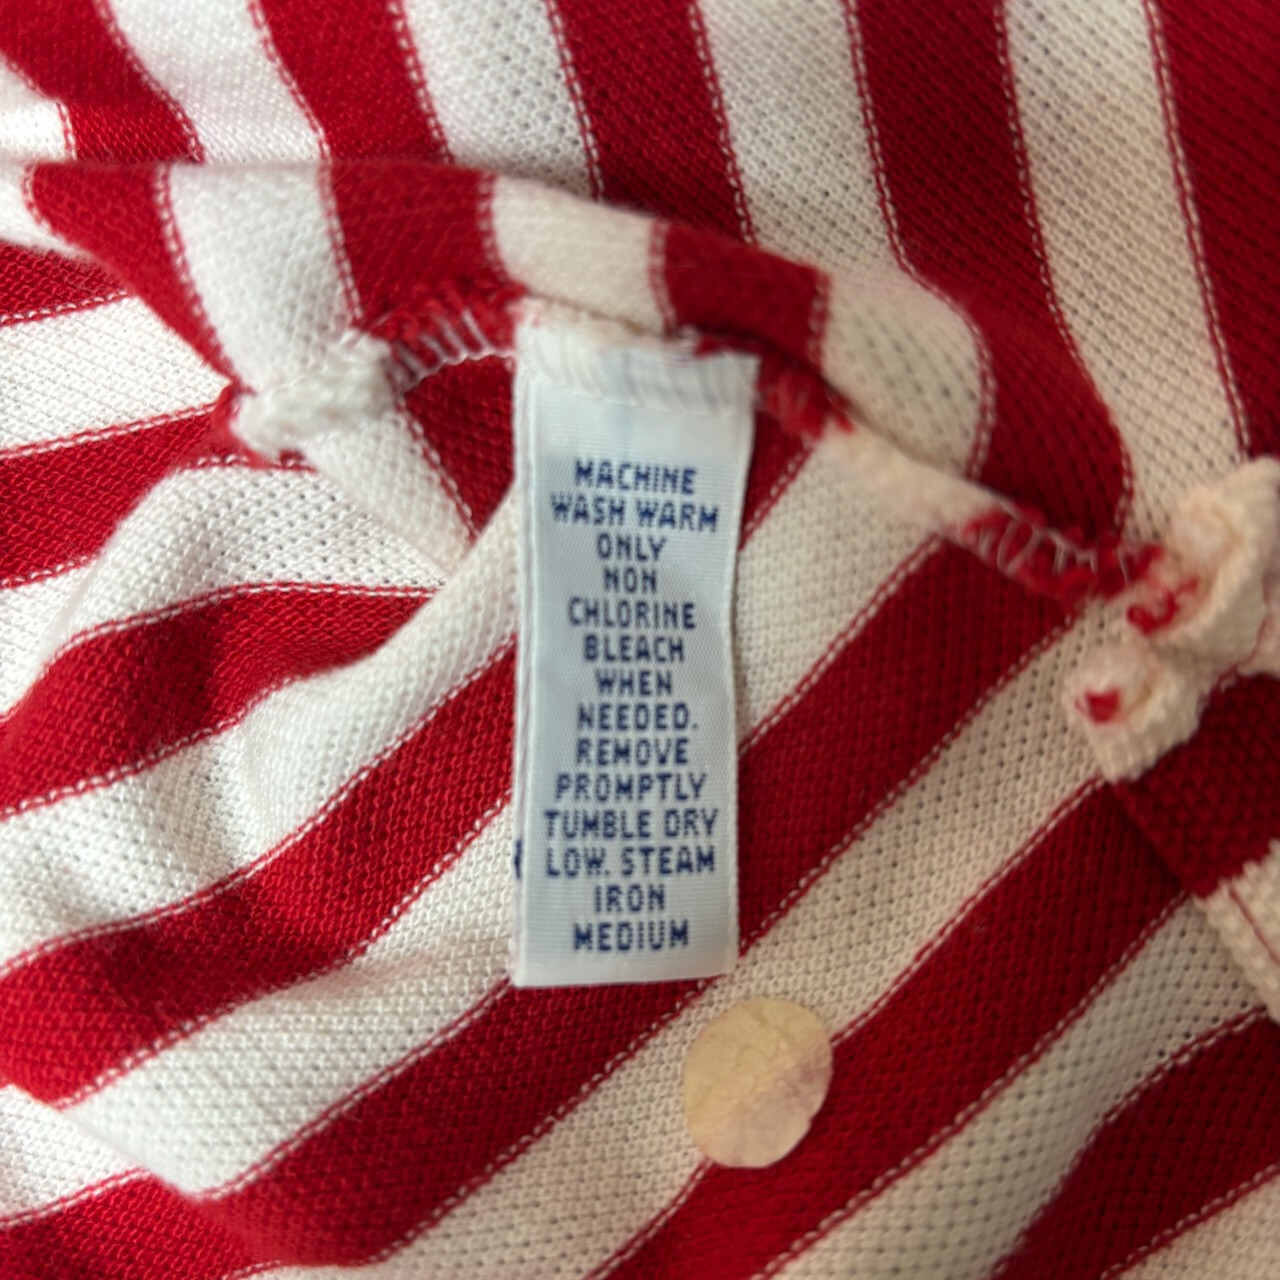 MACHINE
WASH WARM
ONLY
NON
CHLORINE
BLEACH
WHEN
NEEDED.
REMOVE
PROMPTLY
TUMBLE DRY
LOW. STEAM
IRON
MEDIUM